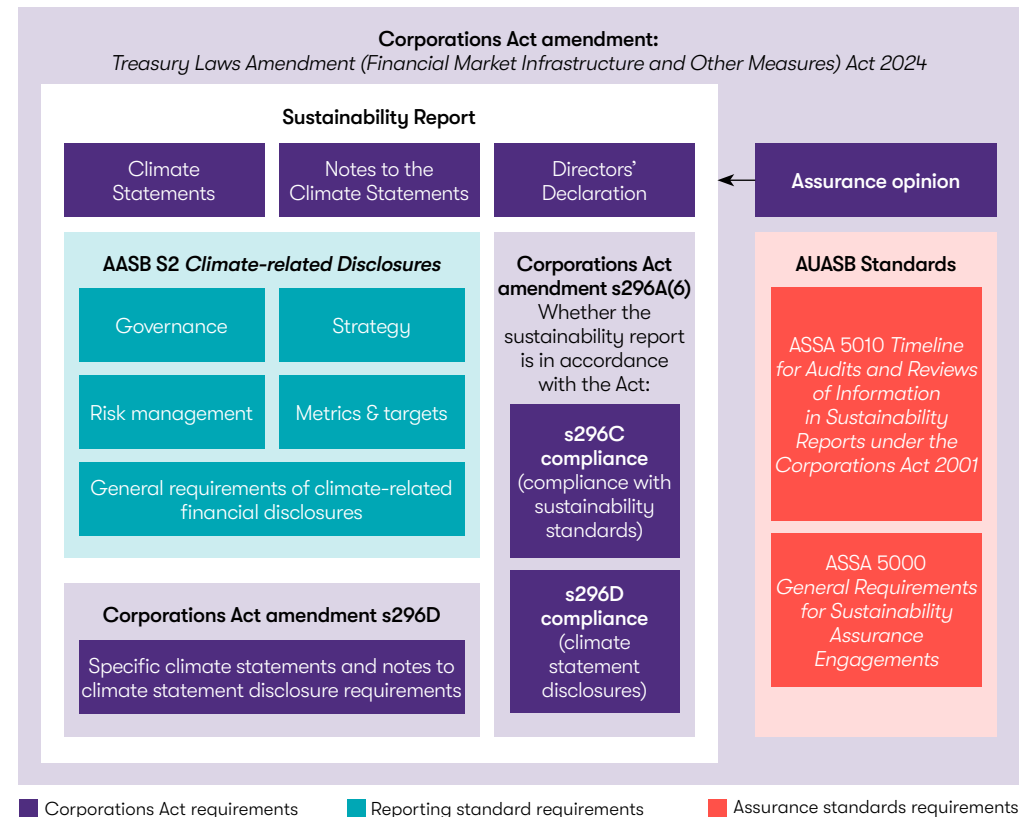 Corporations Act amendment:
Treasury Laws Amendment (Financial Market Infrastructure and Other Measures) Act 2024
Sustainability Report
Climate
Statements
Notes to the
Climate Statements
Directors’
Declaration
Assurance opinion
AASB S2 Climate-related Disclosures
Governance
Strategy
Risk management
Metrics & targets
General requirements of climate-related
financial disclosures
Corporations Act amendment s296D
Specific climate statements and notes to
climate statement disclosure requirements
Corporations Act
amendment s296A(6)
Whether the
sustainability report
is in accordance
with the Act:
s296C
compliance
(compliance with
sustainability
standards)
s296D
compliance
(climate
statement
disclosures)
AUASB Standards
ASSA 5010 Timeline
for Audits and Reviews
of Information
in Sustainability
Reports under the
Corporations Act 2001
ASSA 5000
General Requirements
for Sustainability
Assurance
Engagements
Corporations Act requirements
Reporting standard requirements
Assurance standards requirements